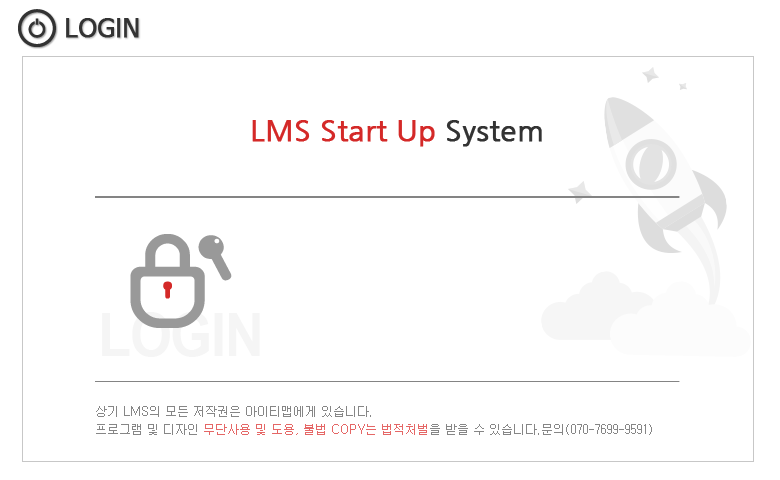 LOGIN
LMS Start Up System
LOGIN
상기 LMS의 모든 저작권은 아이티맵에게 있습니다.
프로그램 및 디자인 무단사용 및 도용, 불법 COPY는 법적처벌을 받을 수 있습니다.문의(070-7699-9591)